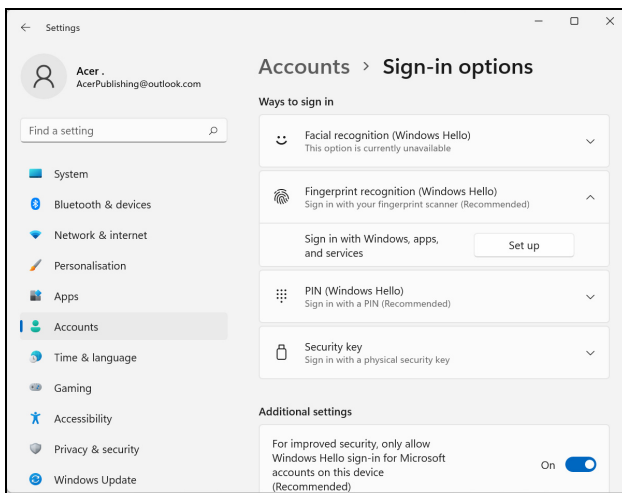 Settings
Acer .
AcerPublishing@outlook.com
Find a setting
System
Bluetooth & devices
Network & internet
Personalisation
Apps
Accounts
Time & language
Gaming
Accessibility
Privacy & security
Windows Update
Accounts > Sign-in options
Ways to sign in
Facial recognition (Windows Hello)
This option is currently unavailable
Fingerprint recognition (Windows Hello)
Sign in with your fingerprint scanner (Recommended)
Sign in with Windows, apps,
and services
Set up
PIN (Windows Hello)
Sign in with a PIN (Recommended)
Security key
Sign in with a physical security key
Additional settings
For improved security, only allow
Windows Hello sign-in for Microsoft
accounts on this device
(Recommended)
On